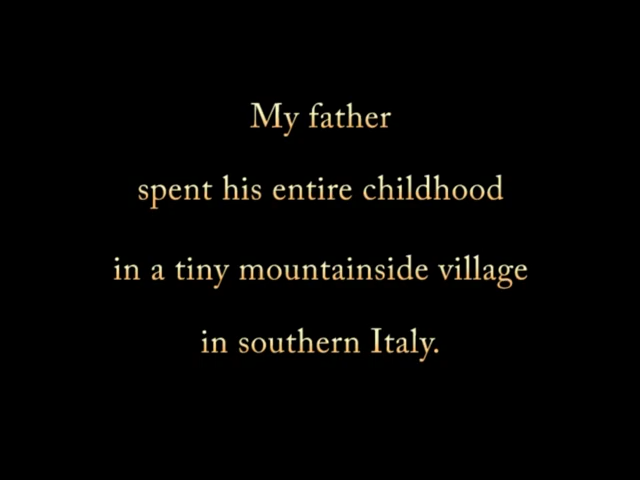 My father
spent his entire childhood
in a tiny mountainside village
in southern Italy.